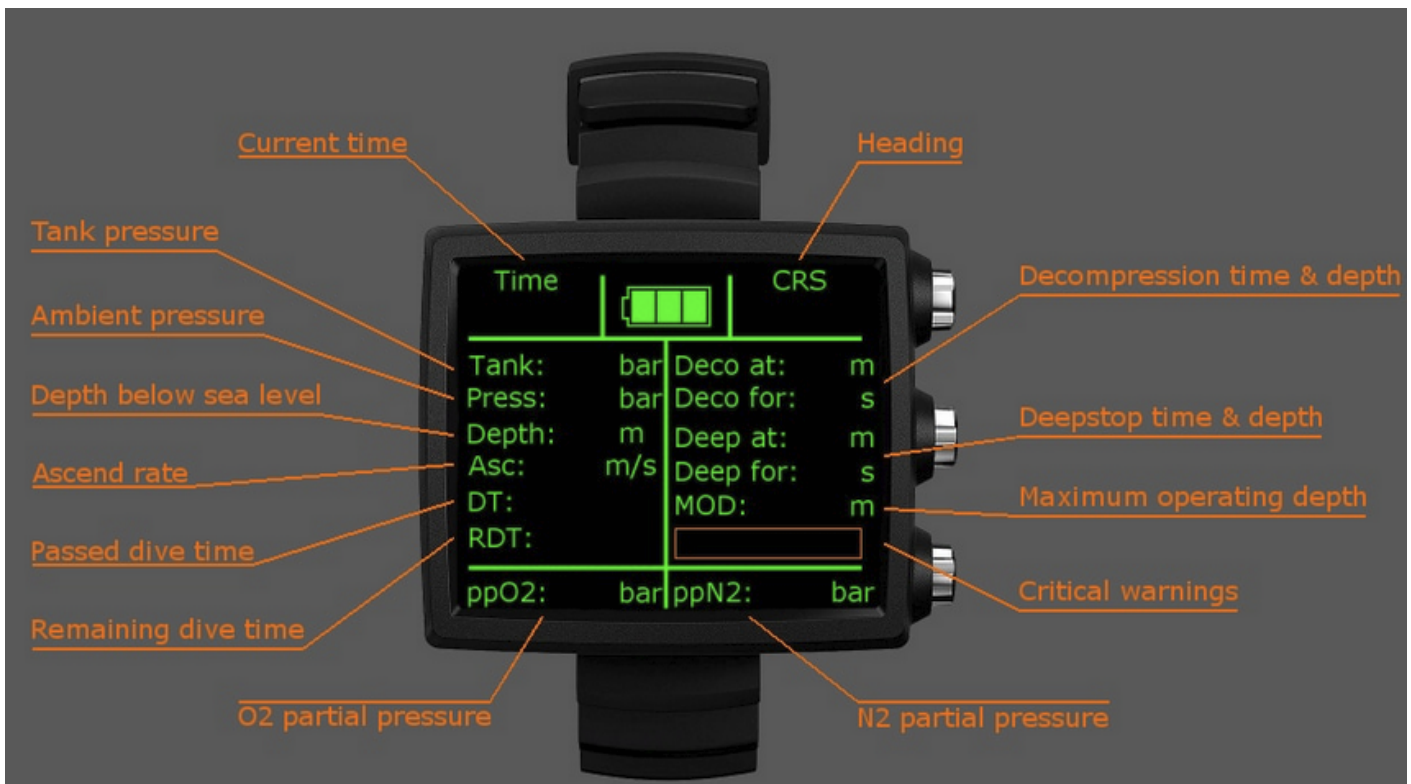 Current time
Heading
Tank pressure
Ambient pressure
Depth below sea level
Ascend rate
Passed dive time
Remaining dive time
Time
CRS
Tank: bar
Press: bar
Depth: m
Asc: m/s
DT:
RDT:
ppO2: bar
Deco at: m
Deco for: s
Deep at: m
Deep for: s
MOD: m
ppN2: bar
Decompression time & depth
Deepstop time & depth
Maximum operating depth
Critical warnings
O2 partial pressure
N2 partial pressure